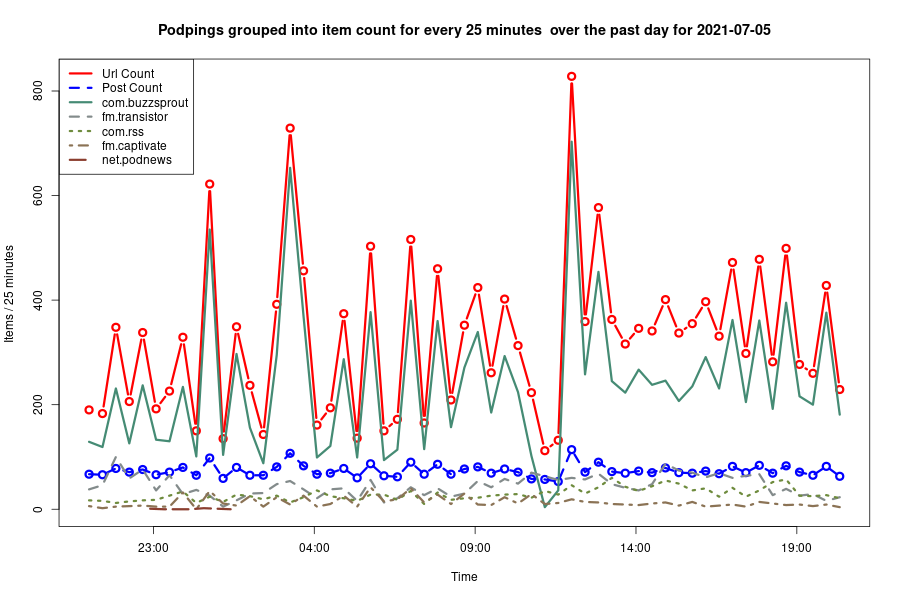 Podpings grouped into item count for every 25 minutes  over the past day for 2021-07-05
Url Count
Post Count
com.buzzsprout
fm.transistor
com.rss
fm.captivate
net.podnews
Items / 25 minutes
800
600
400
200
0
23:00 04:00 09:00 14:00 19:00
Time